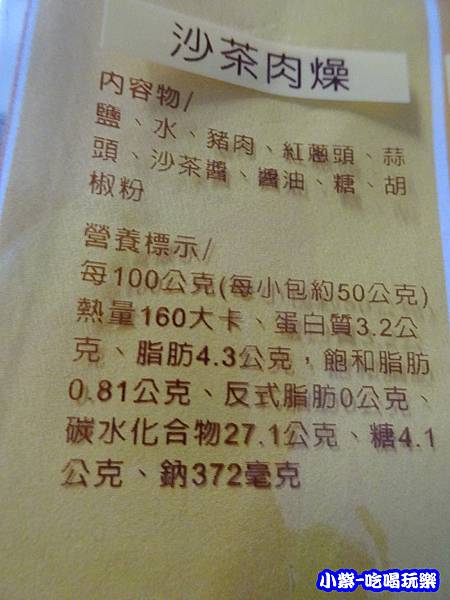 沙茶肉燥
內容物/
鹽、水、豬肉、紅蔥頭、蒜
頭、沙茶醬、醬油、糖、胡
椒粉
營養標示/
每100公克(每小包約50公克)
熱量160大卡、蛋白質3.2公
克、脂肪4.3公克，飽和脂肪
0.81公克、反式脂肪0公克、
碳水化合物27.1公克、糖4.1
公克、鈉372毫克
小紫-吃喝玩樂